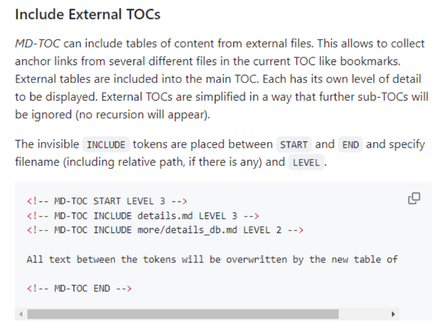 Include External TOCs
MD-TOC can include tables of content from external files. This allows to collect
anchor links from several different files in the current TOC like bookmarks.
External tables are included into the main TOC. Each has its own level of detail
to be displayed. External TOCs are simplified in a way that further sub-TOCs will
be ignored (no recursion will appear).
The invisible INCLUDE tokens are placed between START and END and specify
filename (including relative path, if there is any) and LEVEL.
<!-- MD-TOC START LEVEL 3 -->
<!-- MD-TOC INCLUDE details.md LEVEL 3 -->
<!-- MD-TOC INCLUDE more/details_db.md LEVEL 2 -->
All text between the tokens will be overwritten by the new table of
<!-- MD-TOC END -->